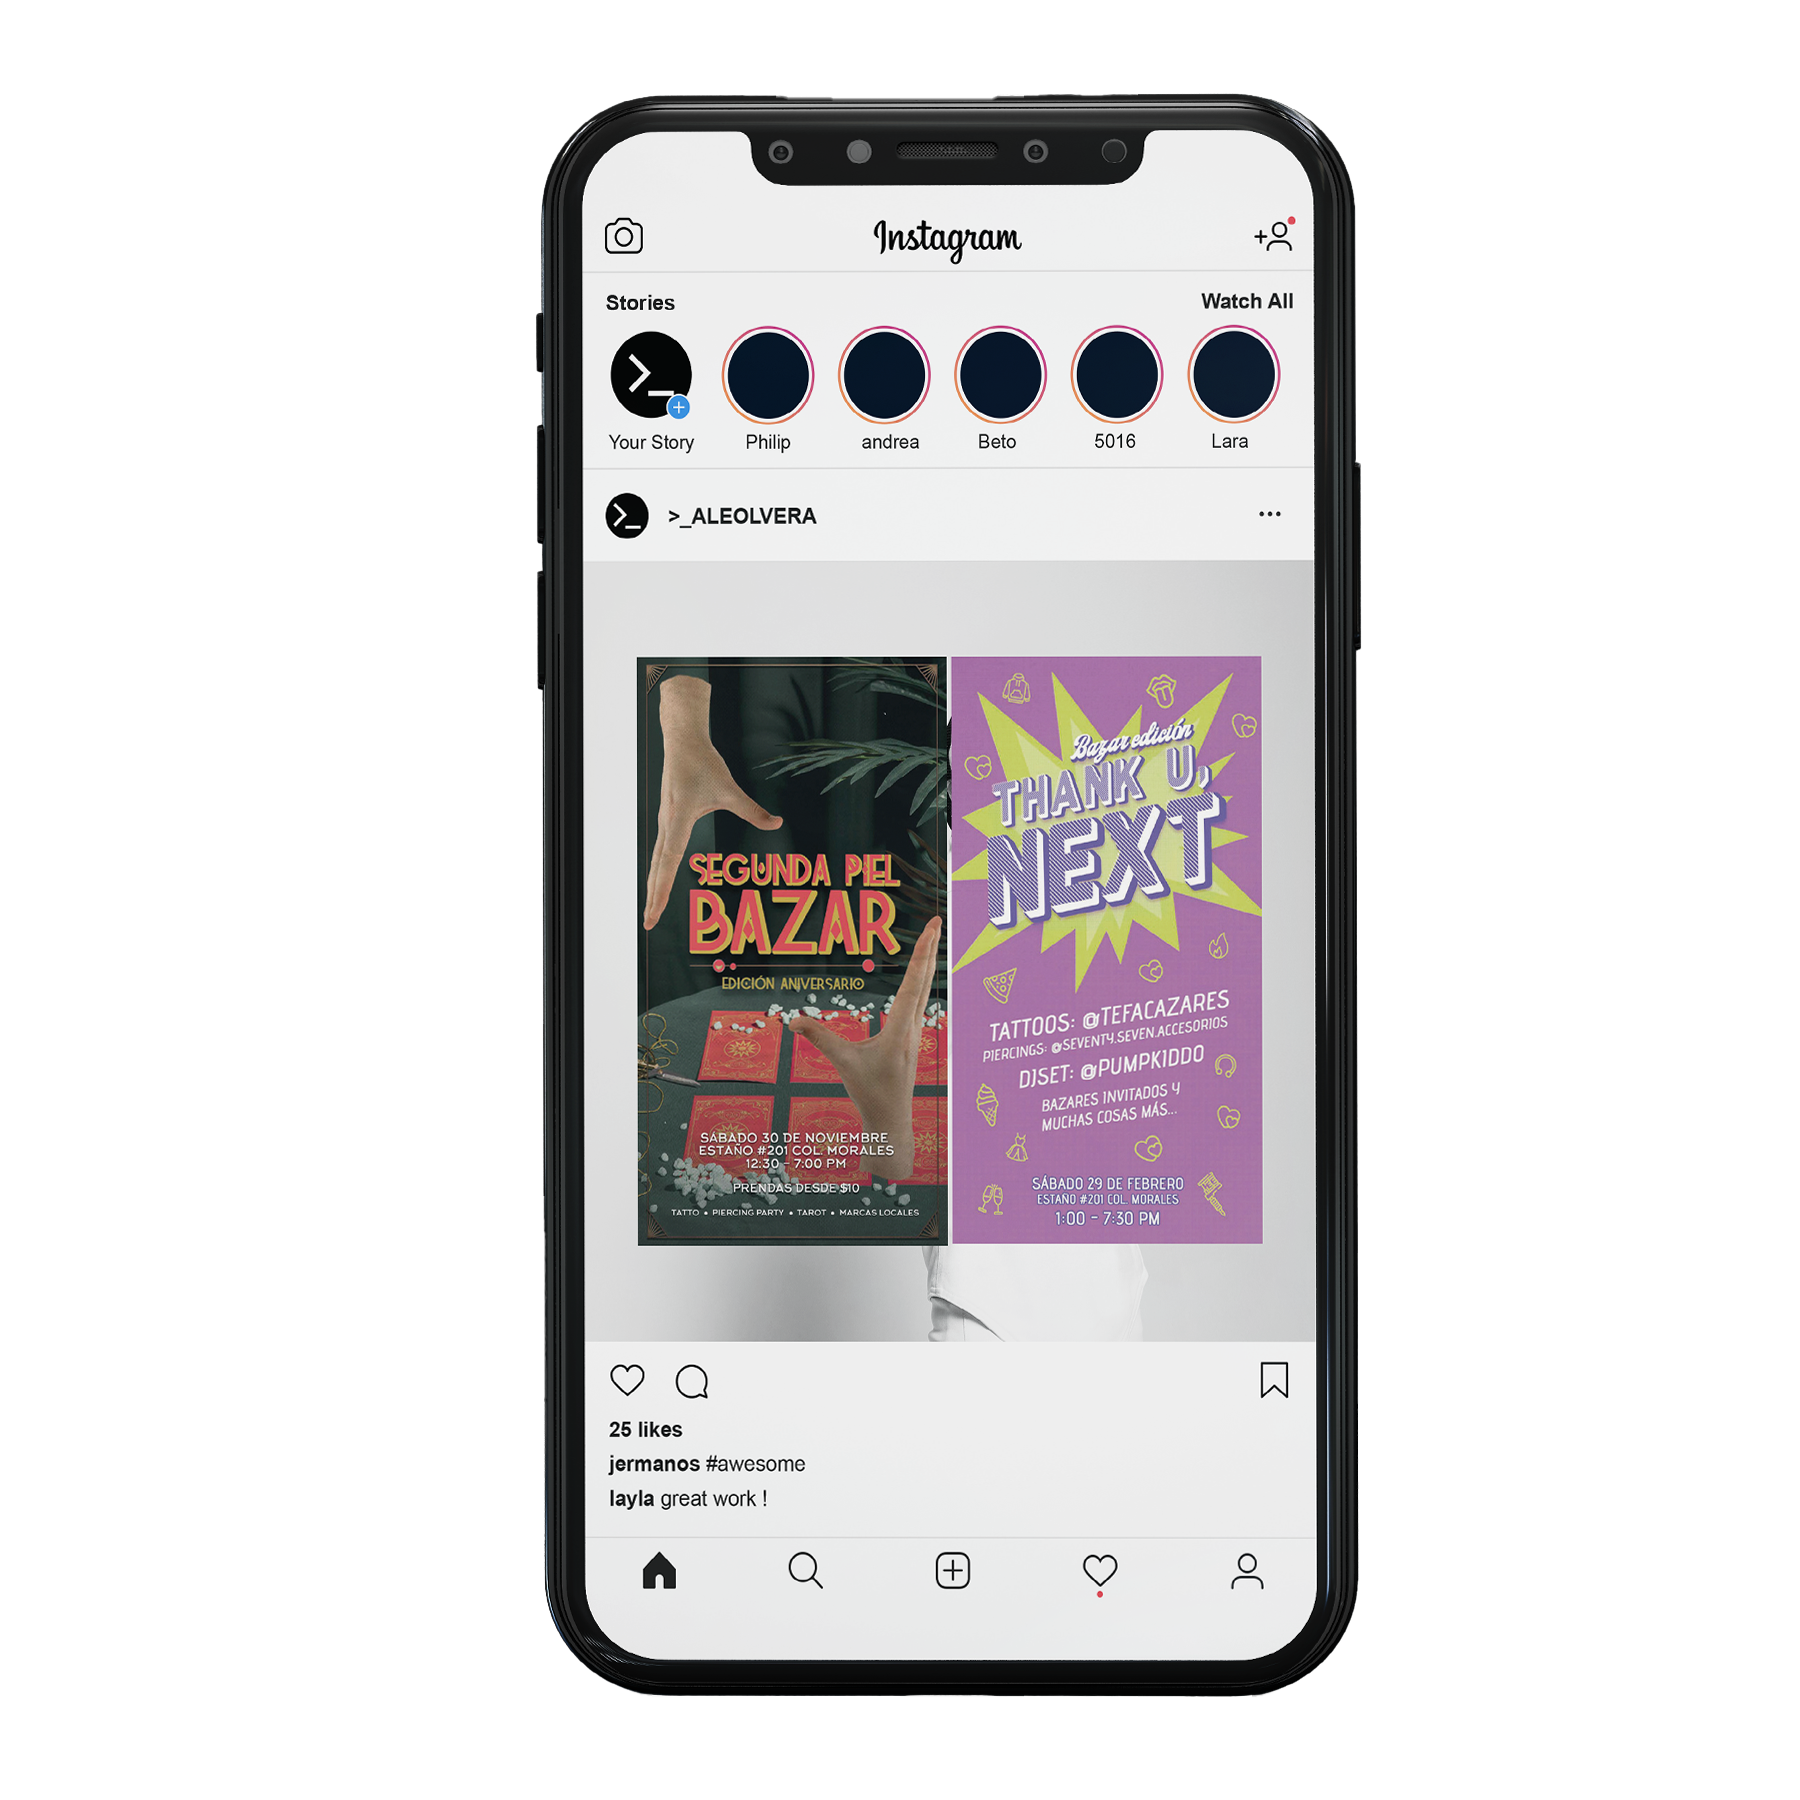 Instagram
Stories
Watch All
>_
Your Story
Philip
andrea
Beto
5016
Lara
>_
>_ALEOLVERA
SEGUNDA PIEL
BAZAR
EDICIÓN ANIVERSARIO
SÁBADO 30 DE NOVIEMBRE
ESTAÑO #201 COL. MORALES
12:30 - 7:00 PM
PRENDAS DESDE $10
TATTO • PIERCING PARTY • TAROT • MARCAS LOCALES
Bazar edición
THANK U,
NEXT
TATTOOS: @TEFACAZARES
PIERCINGS: @SEVENTY.SEVEN.ACCESORIOS
DJSET: @PUMPKIDDO
BAZARES INVITADOS Y
MUCHAS COSAS MÁS...
SÁBADO 29 DE FEBRERO
ESTAÑO #201 COL. MORALES
1:00 - 7:30 PM
25 likes
jermanos #awesome
layla great work !